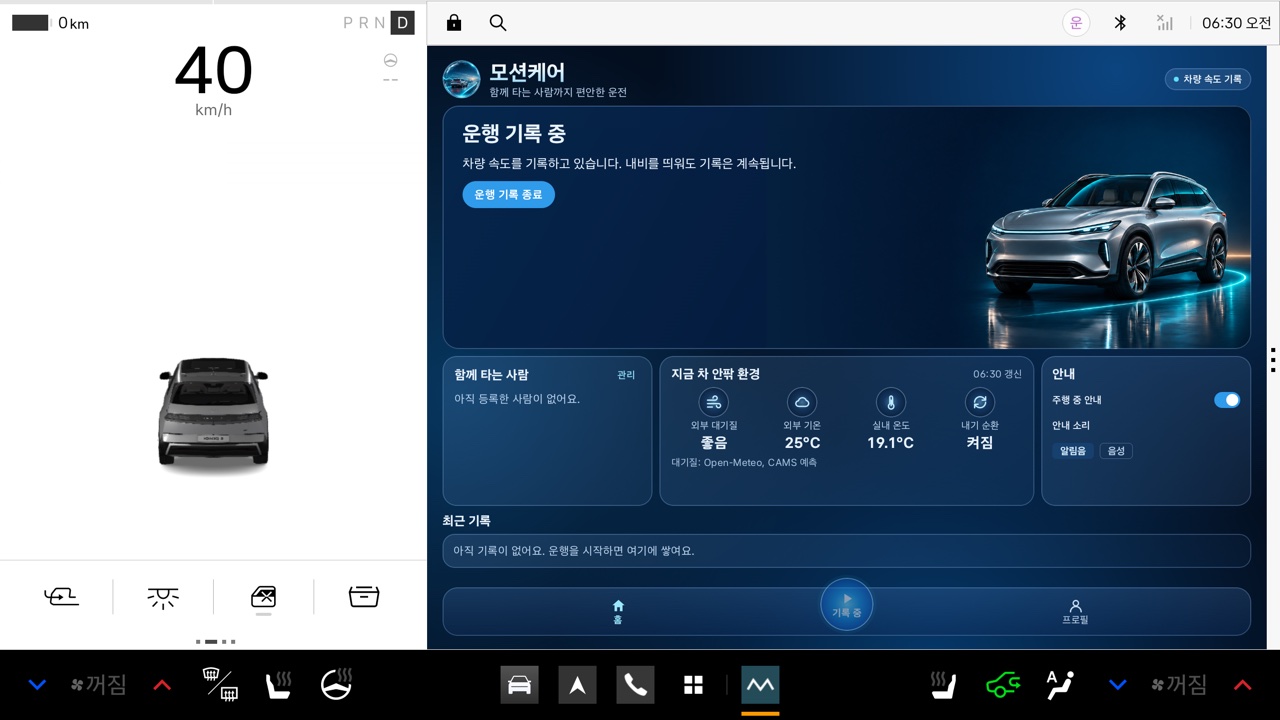 0km
P R N D
40
km/h
--
운
06:30 오전
모션케어
함께 타는 사람까지 편안한 운전
차량 속도 기록
운행 기록 중
차량 속도를 기록하고 있습니다. 내비를 띄워도 기록은 계속됩니다.
운행 기록 종료
함께 타는 사람
관리
아직 등록한 사람이 없어요.
지금 차 안팎 환경
06:30 갱신
외부 대기질
좋음
외부 기온
25°C
실내 온도
19.1°C
내기 순환
켜짐
대기질: Open-Meteo, CAMS 예측
안내
주행 중 안내
안내 소리
알림음
음성
최근 기록
아직 기록이 없어요. 운행을 시작하면 여기에 쌓여요.
홈
기록 중
프로필
꺼짐
A
꺼짐